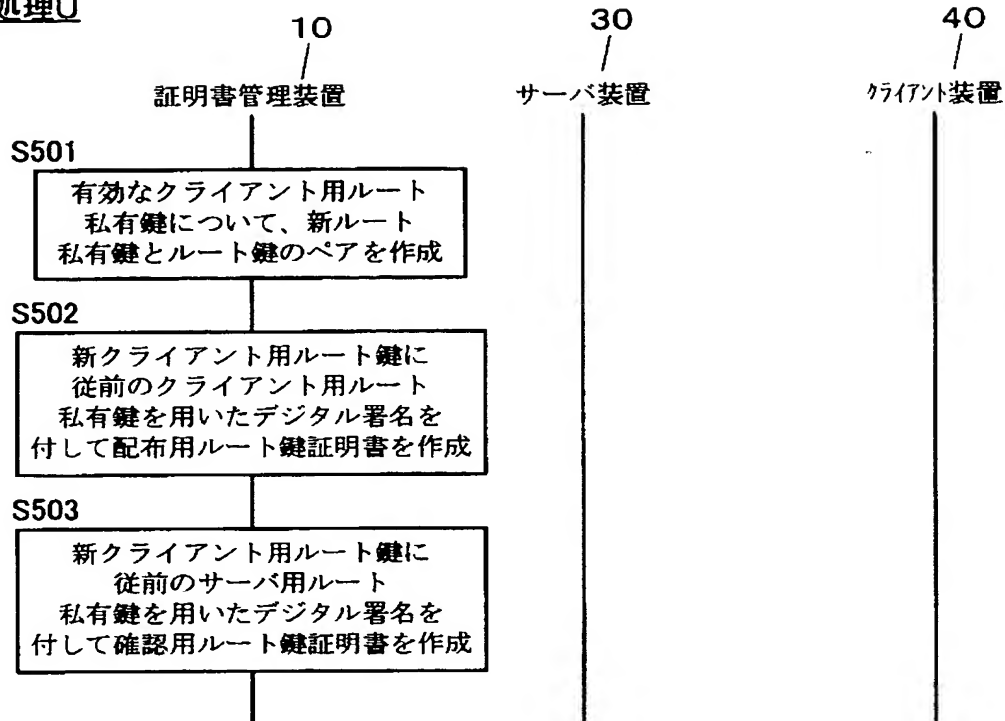 処理U
10
30
40
証明書管理装置
サーバ装置
クライアント装置
S501
有効なクライアント用ルート
私有鍵について、新ルート
私有鍵とルート鍵のペアを作成
S502
新クライアント用ルート鍵に
従前のクライアント用ルート
私有鍵を用いたデジタル署名を
付して配布用ルート鍵証明書を作成
S503
新クライアント用ルート鍵に
従前のサーバ用ルート
私有鍵を用いたデジタル署名を
付して確認用ルート鍵証明書を作成